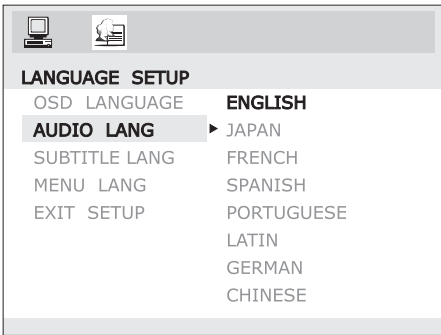 LANGUAGE SETUP
OSD LANGUAGE
AUDIO LANG
SUBTITLE LANG
MENU LANG
EXIT SETUP
ENGLISH
JAPAN
FRENCH
SPANISH
PORTUGUESE
LATIN
GERMAN
CHINESE